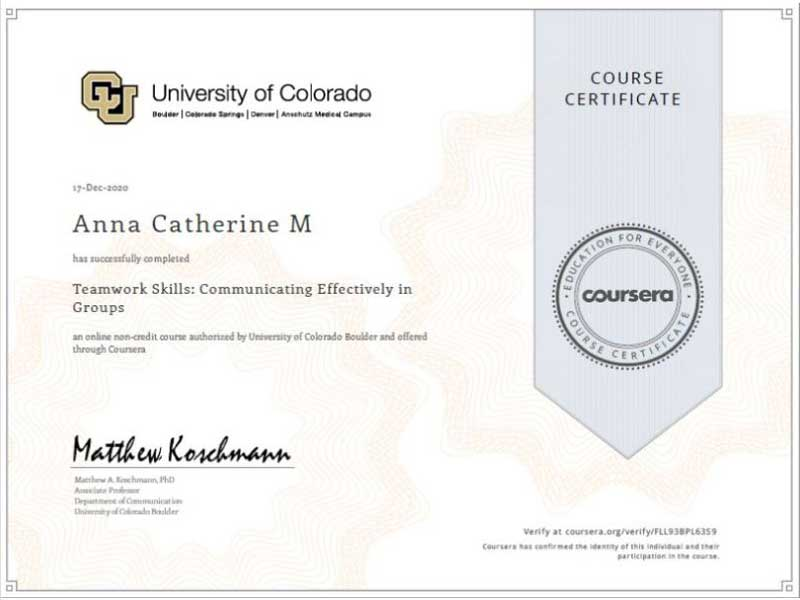 CU
University of Colorado
Boulder | Colorado Springs | Denver | Anschutz Medical Campus
17-Dec-2020
Anna Catherine M
has successfully completed
Teamwork Skills: Communicating Effectively in
Groups
an online non-credit course authorized by University of Colorado Boulder and offered
through Coursera
Matthew Koschmann
Matthew A. Koschmann, PhD
Associate Professor
Department of Communication
University of Colorado Boulder
COURSE
CERTIFICATE
EDUCATION FOR EVERYONE
coursera
COURSE CERTIFICATE
Verify at coursera.org/verify/FLL93BPL63S9
Coursera has confirmed the identity of this individual and their
participation in the course.